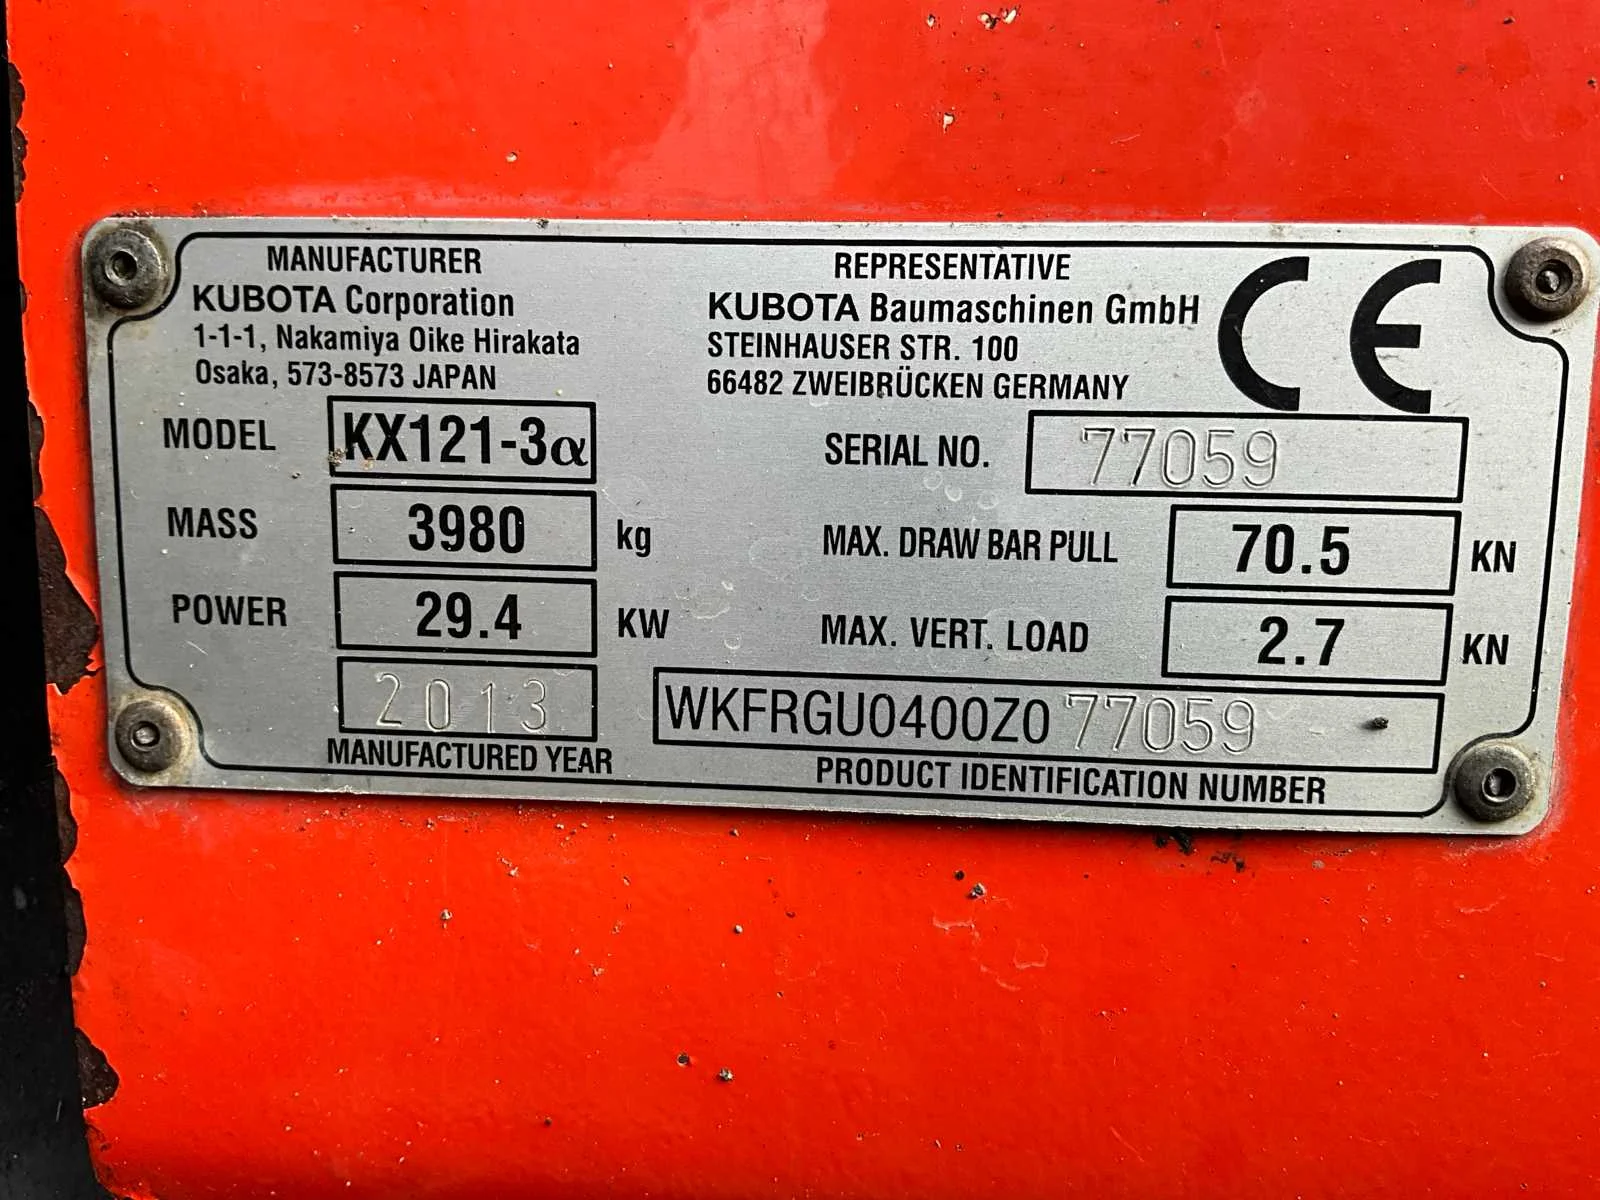 MANUFACTURER
KUBOTA Corporation
1-1-1, Nakamiya Oike Hirakata
Osaka, 573-8573 JAPAN
REPRESENTATIVE
KUBOTA Baumaschinen GmbH
STEINHAUSER STR. 100
66482 ZWEIBRÜCKEN GERMANY
CE
MODEL KX121-3α
MASS 3980 kg
POWER 29.4 KW
2013
MANUFACTURED YEAR
SERIAL NO. 77059
MAX. DRAW BAR PULL 70.5 KN
MAX. VERT. LOAD 2.7 KN
WKFRGU0400Z077059
PRODUCT IDENTIFICATION NUMBER